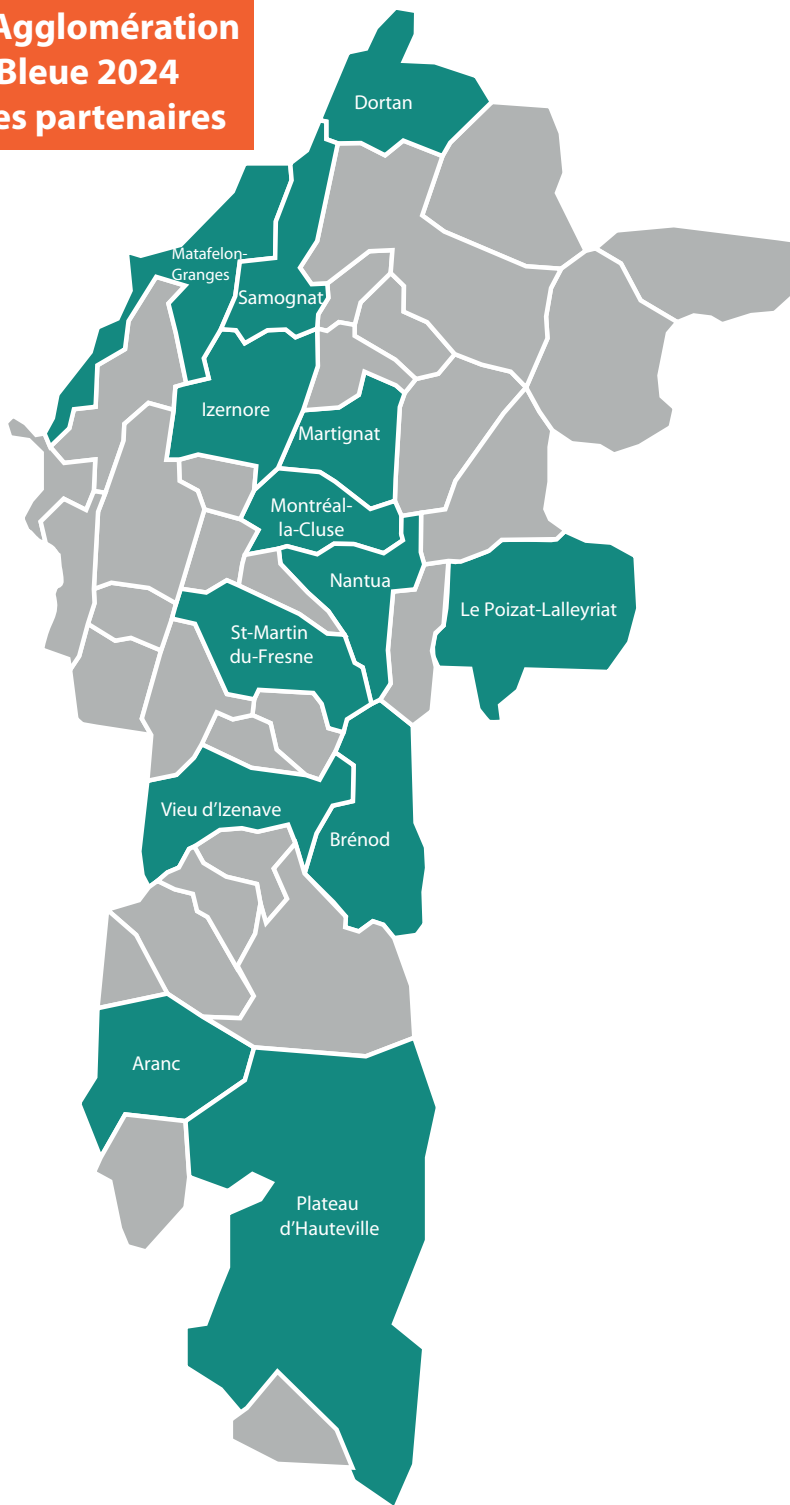 Agglomération
Bleue 2024
es partenaires
Dortan
Matafelon-
Granges
Samognat
Izernore
Martignat
Montréal-
la-Cluse
Nantua
Le Poizat-Lalleyriat
St-Martin
du-Fresne
Vieu d’Izenave
Brénod
Aranc
Plateau
d’Hauteville